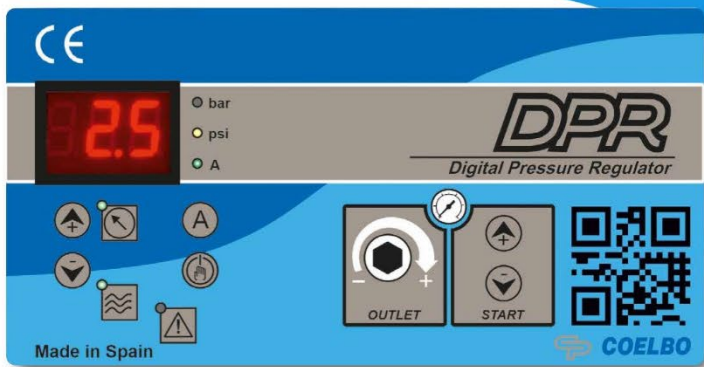 CE
2.5
bar
psi
A
DPR
Digital Pressure Regulator
+
A
-
- +
OUTLET
+
-
START
Made in Spain
COELBO